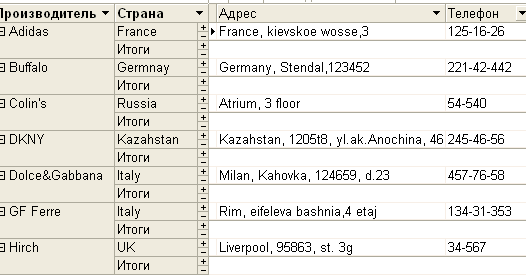 Производитель Страна Адрес Телефон
Adidas France France, kievskoe wosse,3 125-16-26
Итоги
Buffalo Germnay Germany, Stendal,123452 221-42-442
Итоги
Colin's Russia Atrium, 3 floor 54-540
Итоги
DKNY Kazahstan Kazahstan, 1205t8, yl.ak.Anochina, 46 245-46-56
Итоги
Dolce&Gabbana Italy Milan, Kahovka, 124659, d.23 457-76-58
Итоги
GF Ferre Italy Rim, eifeleva bashnia,4 etaj 134-31-353
Итоги
Hirch UK Liverpool, 95863, st. 3g 34-567
Итоги